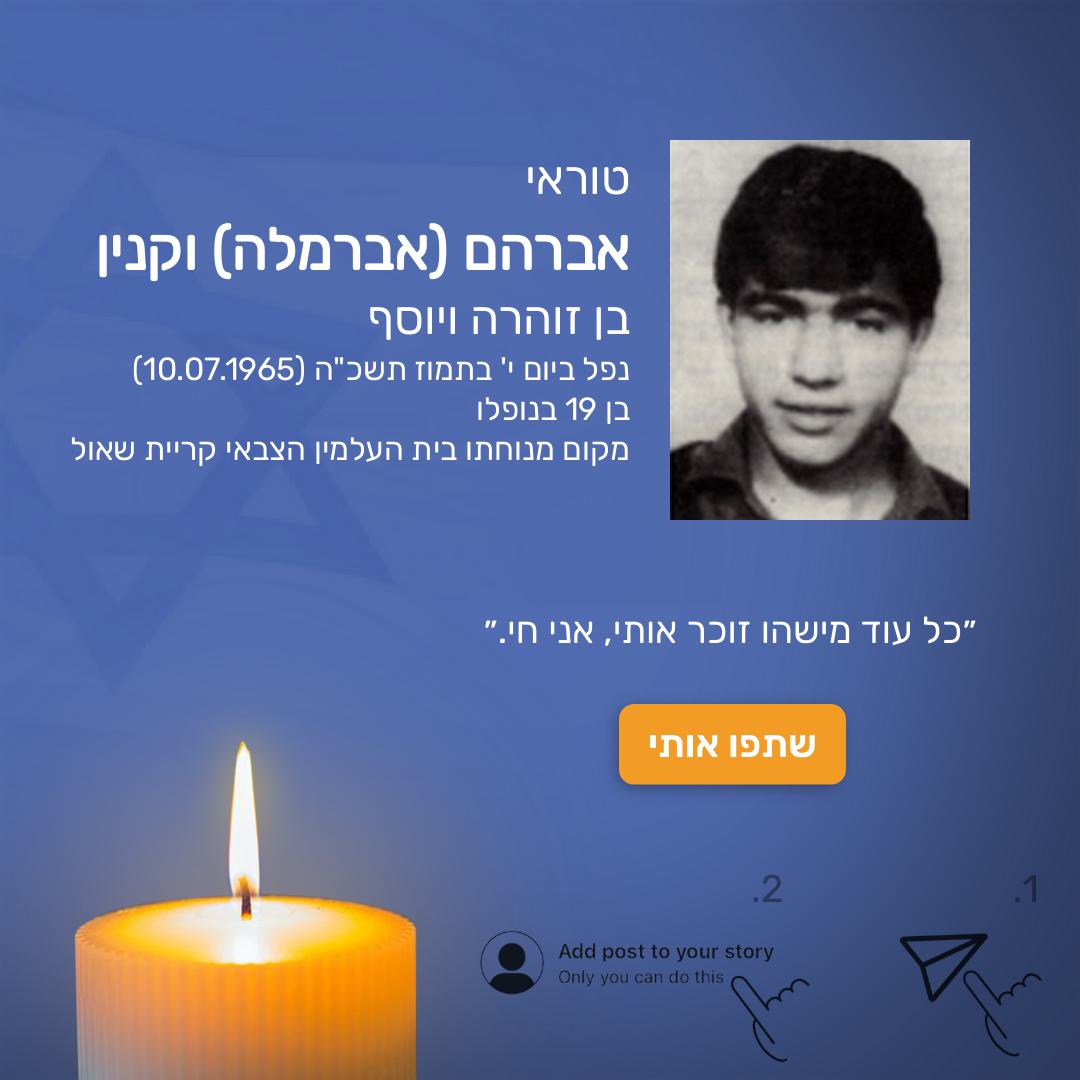 טוראי
אברהם (אברמלה) וקנין
בן זוהרה ויוסף
נפל ביום י' בתמוז תשכ"ה (10.07.1965)
בן 19 בנופלו
מקום מנוחתו בית העלמין הצבאי קריית שאול
״כל עוד מישהו זוכר אותי, אני חי.״
שתפו אותי
1.
2.
Add post to your story
Only you can do this